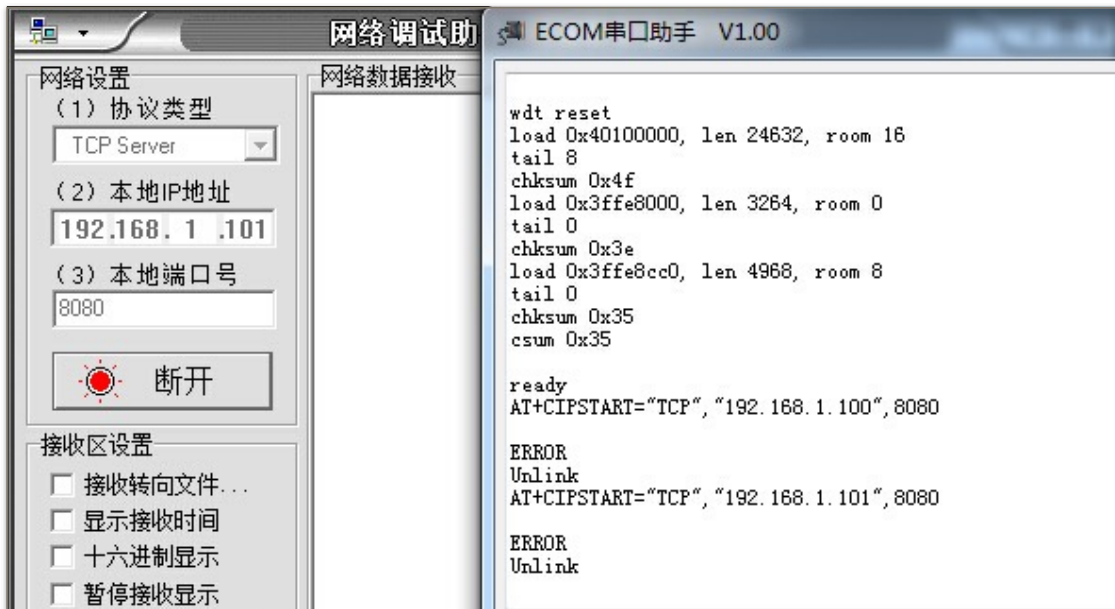 网络调试助
网络设置
（1）协议类型
TCP Server
（2）本地IP地址
192.168. 1 .101
（3）本地端口号
8080
断开
接收区设置
接收转向文件...
显示接收时间
十六进制显示
暂停接收显示
网络数据接收
ECOM串口助手 V1.00
wdt reset
load 0x40100000, len 24632, room 16
tail 8
chksum 0x4f
load 0x3ffe8000, len 3264, room 0
tail 0
chksum 0x3e
load 0x3ffe8cc0, len 4968, room 8
tail 0
chksum 0x35
csum 0x35
ready
AT+CIPSTART="TCP","192.168.1.100",8080
ERROR
Unlink
AT+CIPSTART="TCP","192.168.1.101",8080
ERROR
Unlink